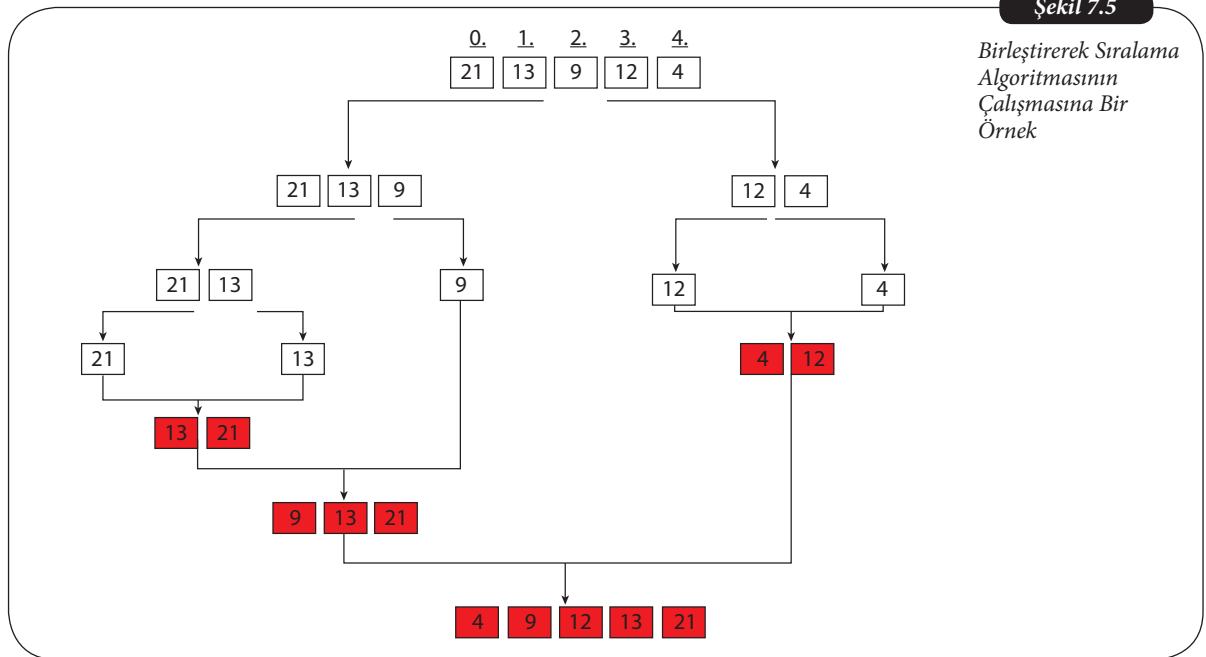 Şekil 7.5
Birleştirerek Sıralama
Algoritmasının
Çalışmasına Bir
Örnek
0. 1. 2. 3. 4.
21 13 9 12 4
21 13 9 12 4
21 13 9 12 4
21 13 4 12
13 21
9 13 21
4 9 12 13 21